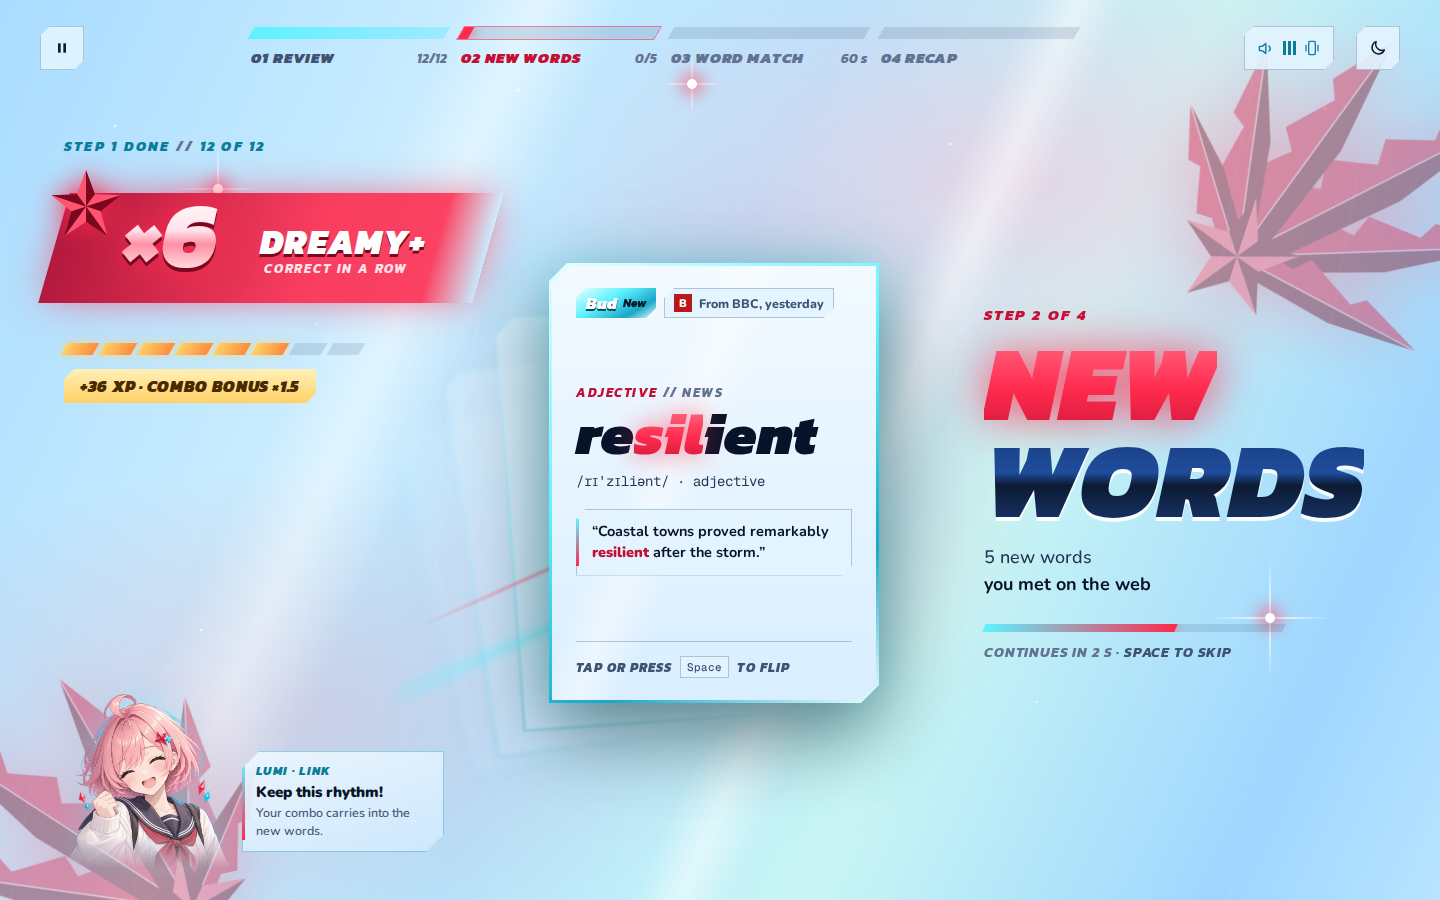 01 REVIEW 12/12
02 NEW WORDS 0/5
03 WORD MATCH 60 s
04 RECAP
STEP 1 DONE // 12 OF 12
×6
DREAMY+
CORRECT IN A ROW
+36 XP · COMBO BONUS ×1.5
Bud New
B From BBC, yesterday
ADJECTIVE // NEWS
resilient
/rɪˈzɪliənt/ · adjective
“Coastal towns proved remarkably
resilient after the storm.”
TAP OR PRESS Space TO FLIP
STEP 2 OF 4
NEW
WORDS
5 new words
you met on the web
CONTINUES IN 2 S · SPACE TO SKIP
LUMI · LINK
Keep this rhythm!
Your combo carries into the
new words.